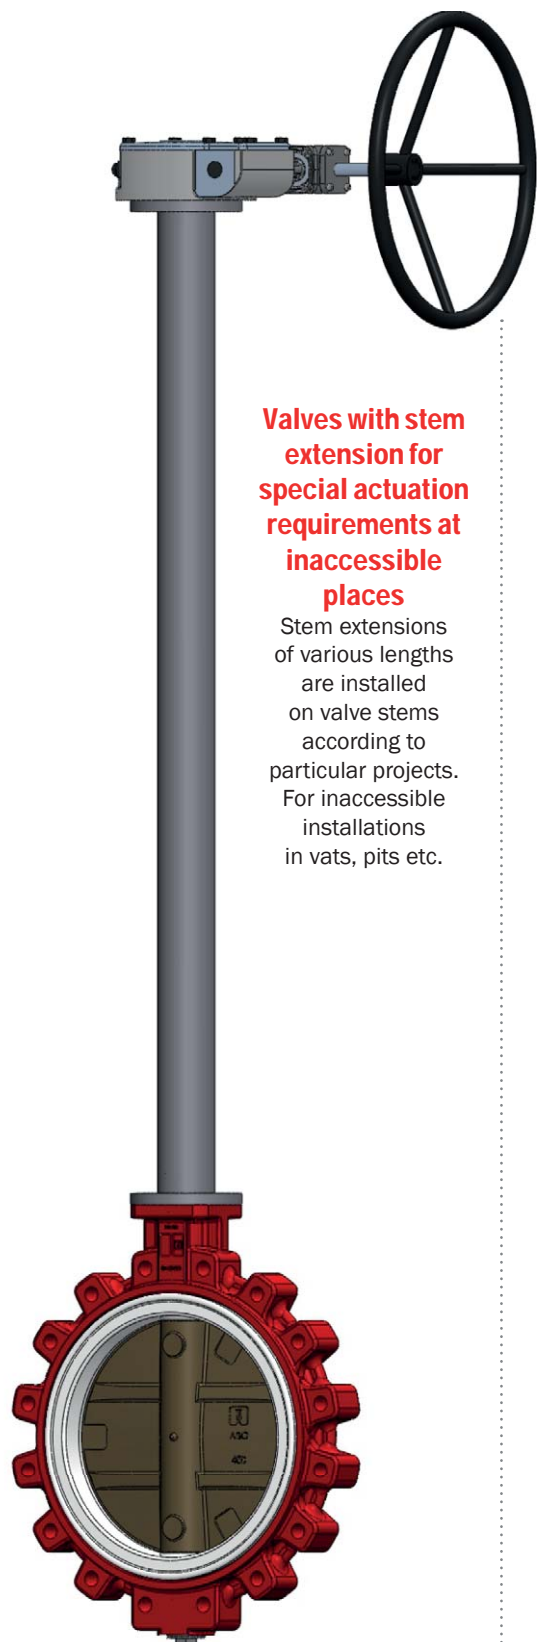 Valves with stem
extension for
special actuation
requirements at
inaccessible
places
Stem extensions
of various lengths
are installed
on valve stems
according to
particular projects.
For inaccessible
installations
in vats, pits etc.